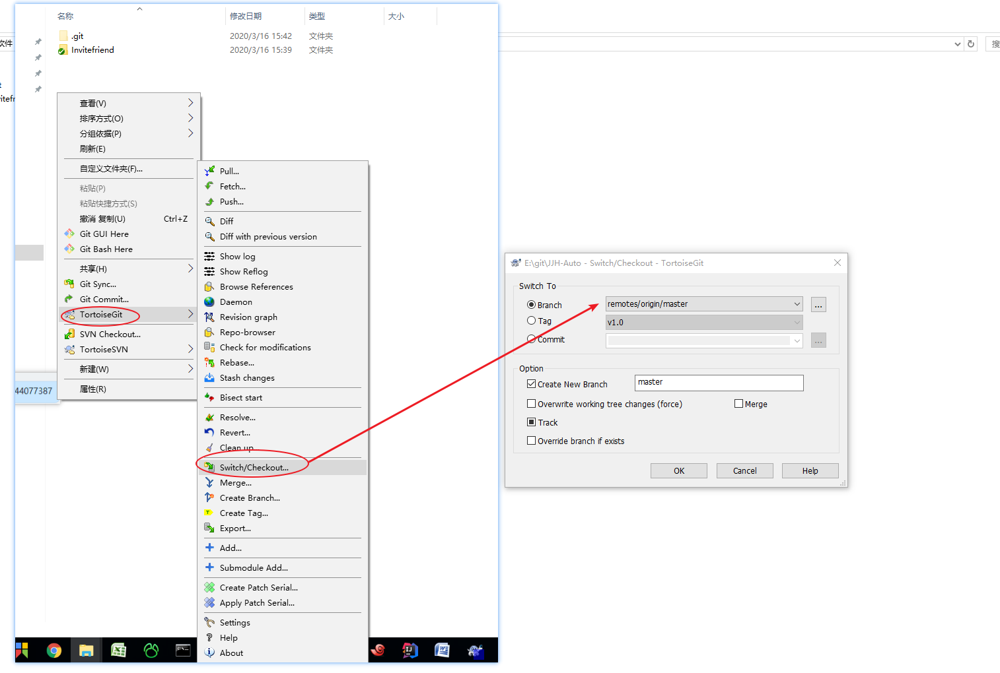 名称 修改日期 类型 大小
.git 2020/3/16 15:42 文件夹
Invitefriend 2020/3/16 15:39 文件夹
软件
搜
t
itefr
查看(V)
排序方式(O)
分组依据(P)
刷新(E)
自定义文件夹(F)...
粘贴(P)
粘贴快捷方式(S)
撤消 复制(U) Ctrl+Z
Git GUI Here
Git Bash Here
共享(H)
Git Sync...
Git Commit...
TortoiseGit
SVN Checkout...
TortoiseSVN
新建(W)
属性(R)
44077387
Pull...
Fetch...
Push...
Diff
Diff with previous version
Show log
Show Reflog
Browse References
Daemon
Revision graph
Repo-browser
Check for modifications
Rebase...
Stash changes
Bisect start
Resolve...
Revert...
Clean up...
Switch/Checkout...
Merge...
Create Branch...
Create Tag...
Export...
Add...
Submodule Add...
Create Patch Serial...
Apply Patch Serial...
Settings
Help
About
E:\git\JJH-Auto - Switch/Checkout - TortoiseGit
Switch To
Branch remotes/origin/master ...
Tag v1.0
Commit ...
Option
Create New Branch master
Overwrite working tree changes (force) Merge
Track
Override branch if exists
OK Cancel Help